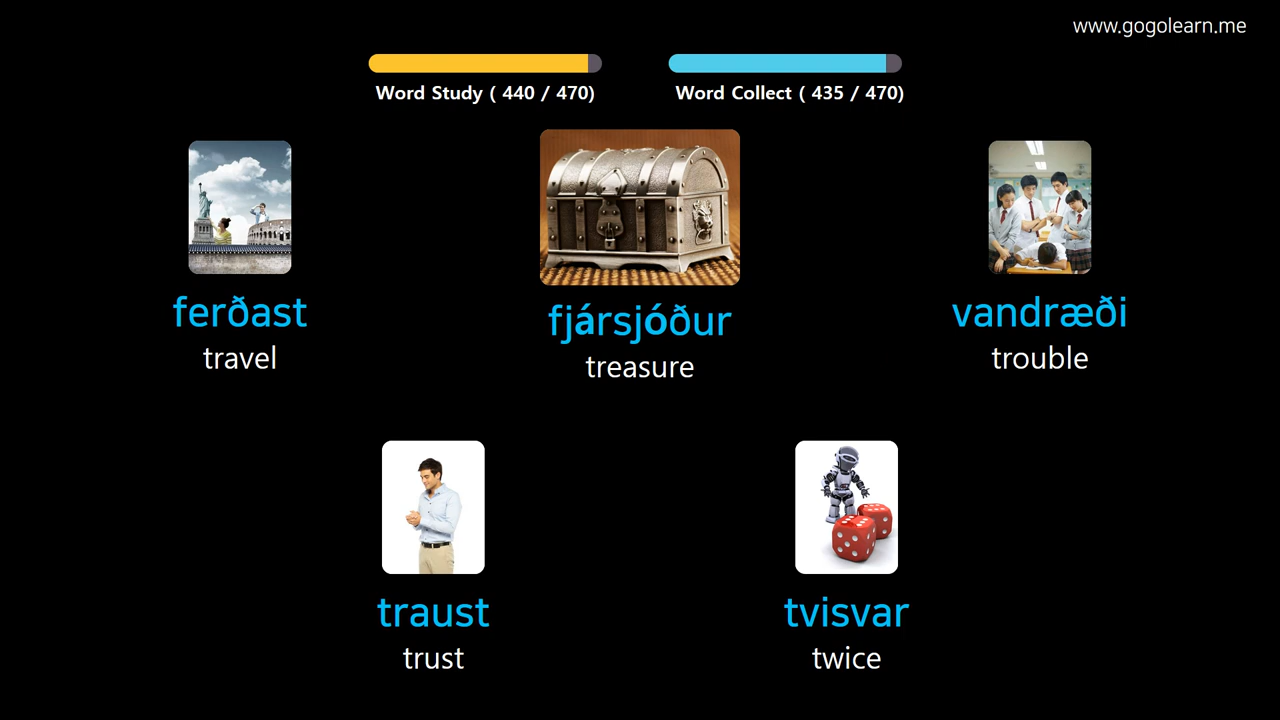 www.gogolearn.me
Word Study ( 440 / 470)
Word Collect ( 435 / 470)
ferðast
travel
fjársjóður
treasure
vandræði
trouble
traust
trust
tvisvar
twice